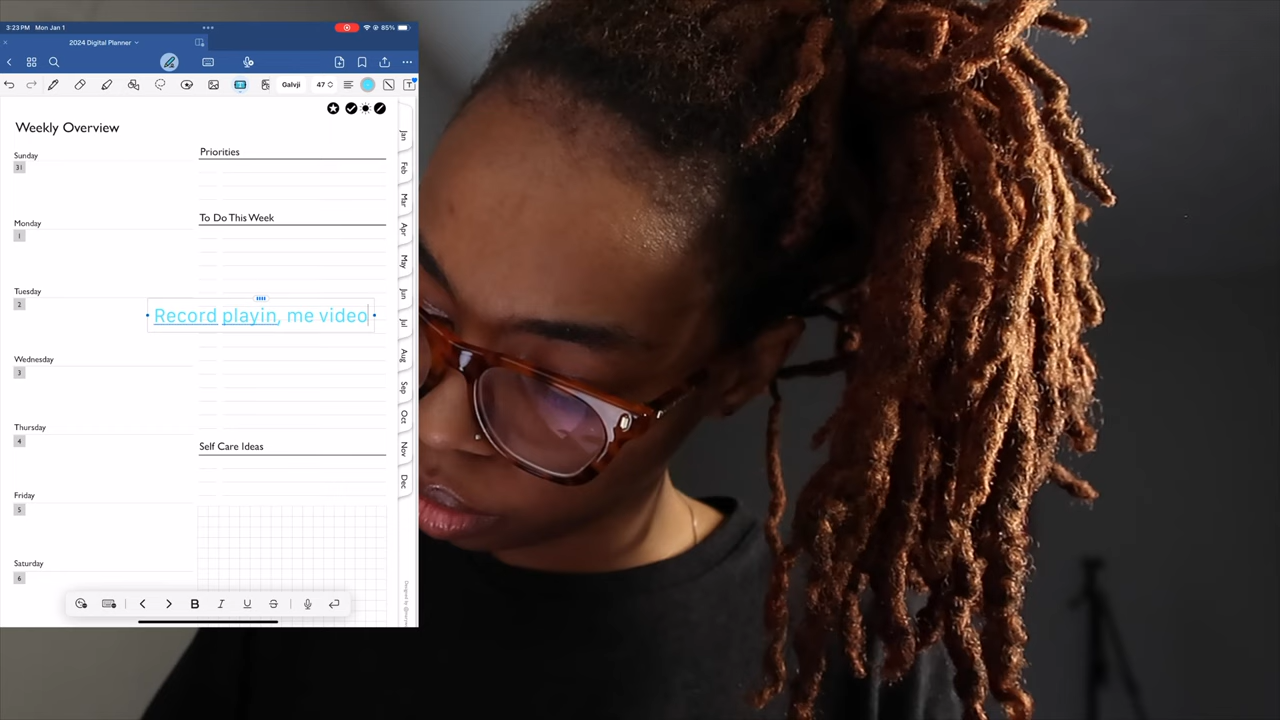 3:23 PM Mon Jan 1
85%
2024 Digital Planner
Galvji 47
Weekly Overview
Sunday
31
Monday
1
Tuesday
2
Wednesday
3
Thursday
4
Friday
5
Saturday
6
Priorities
To Do This Week
Record playin, me video
Self Care Ideas
B I U S
Jan
Feb
Mar
Apr
May
Jun
Jul
Aug
Sep
Oct
Nov
Dec